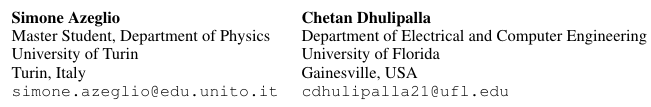 Simone Azeglio
Master Student, Department of Physics
University of Turin
Turin, Italy
simone.azeglio@edu.unito.it
Chetan Dhulipalla
Department of Electrical and Computer Engineering
University of Florida
Gainesville, USA
cdhulipalla21@ufl.edu